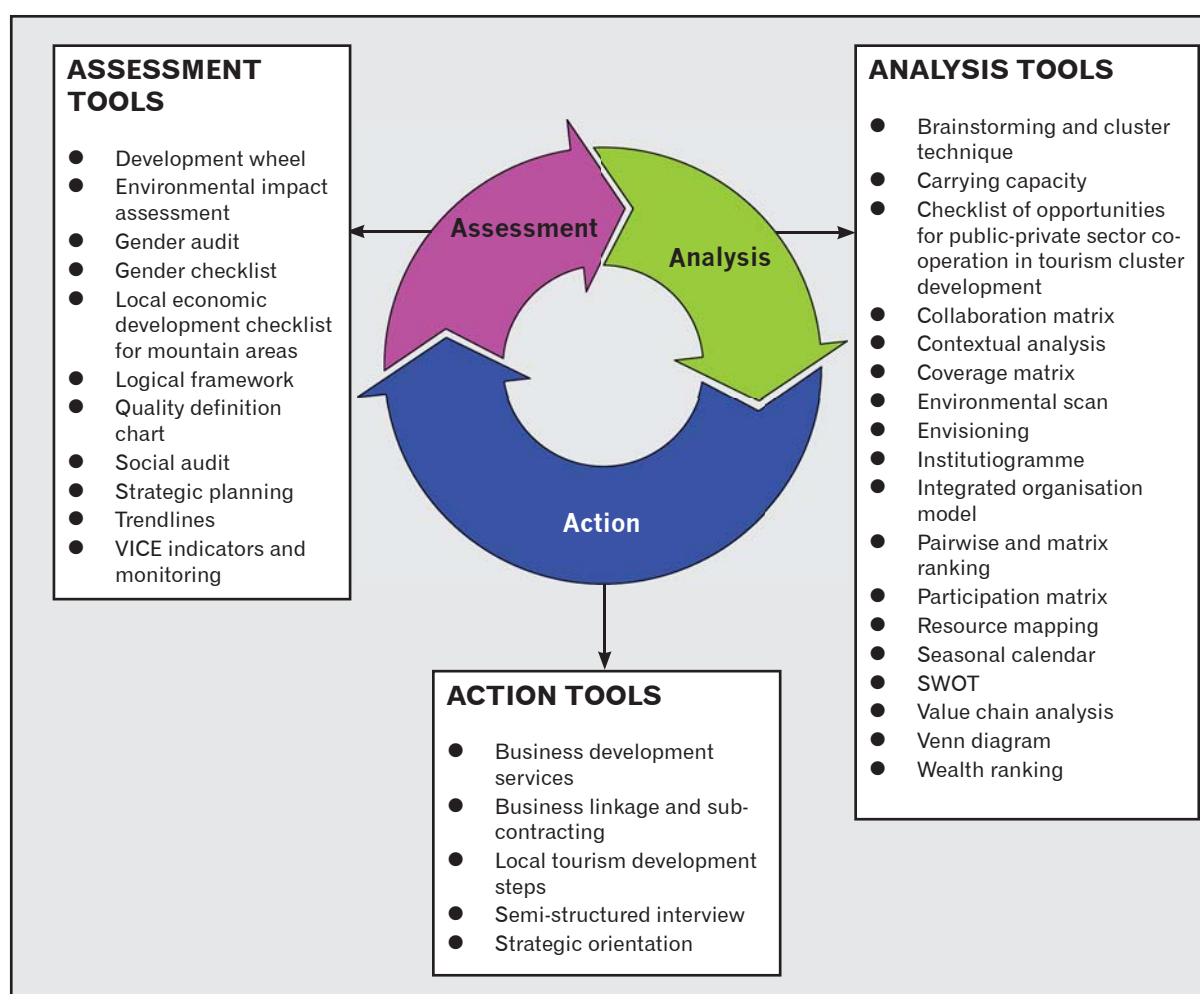 ASSESSMENT
TOOLS
● Development wheel
● Environmental impact
assessment
● Gender audit
● Gender checklist
● Local economic
development checklist
for mountain areas
● Logical framework
● Quality definition
chart
● Social audit
● Strategic planning
● Trendlines
● VICE indicators and
monitoring
Assessment
Analysis
Action
ANALYSIS TOOLS
● Brainstorming and cluster
technique
● Carrying capacity
● Checklist of opportunities
for public-private sector co-
operation in tourism cluster
development
● Collaboration matrix
● Contextual analysis
● Coverage matrix
● Environmental scan
● Envisioning
● Institutiogramme
● Integrated organisation
model
● Pairwise and matrix
ranking
● Participation matrix
● Resource mapping
● Seasonal calendar
● SWOT
● Value chain analysis
● Venn diagram
● Wealth ranking
ACTION TOOLS
● Business development
services
● Business linkage and sub-
contracting
● Local tourism development
steps
● Semi-structured interview
● Strategic orientation